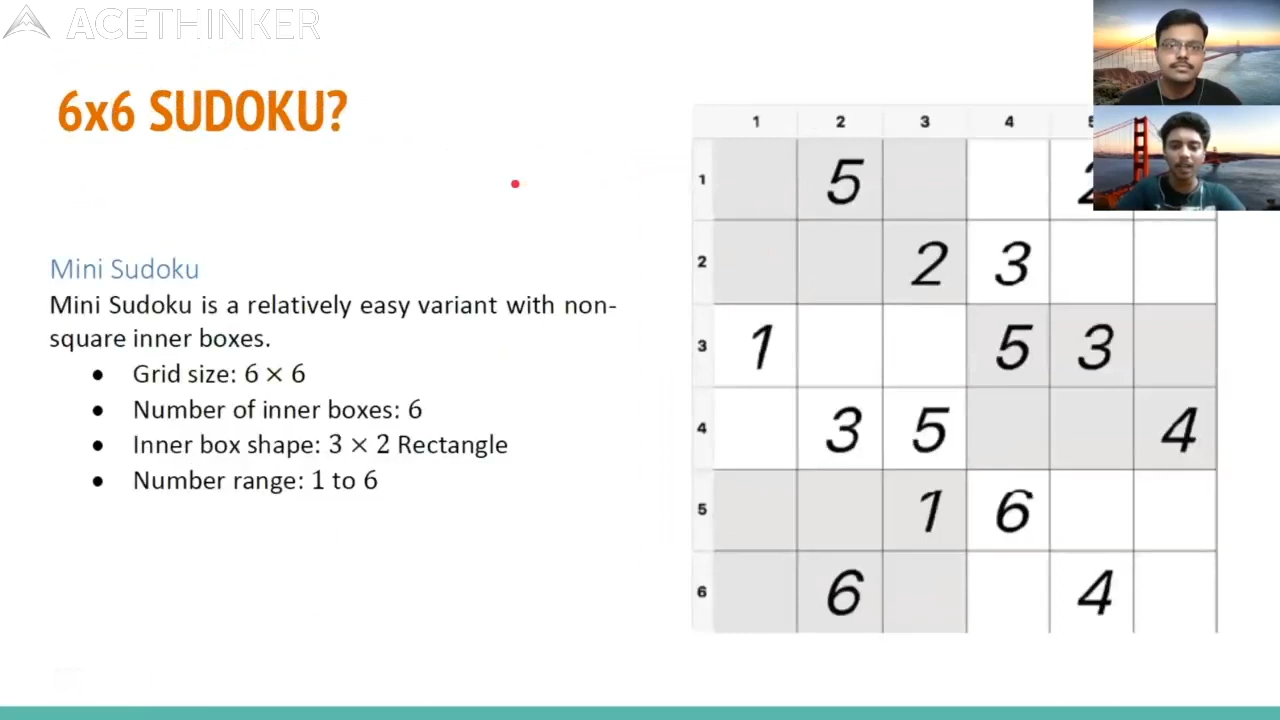 ACETHINKER
6x6 SUDOKU?
Mini Sudoku
Mini Sudoku is a relatively easy variant with non-
square inner boxes.
● Grid size: 6 × 6
● Number of inner boxes: 6
● Inner box shape: 3 × 2 Rectangle
● Number range: 1 to 6
1 2 3 4
1 5
2 2 3
3 1 5 3
4 3 5 4
5 1 6
6 6 4